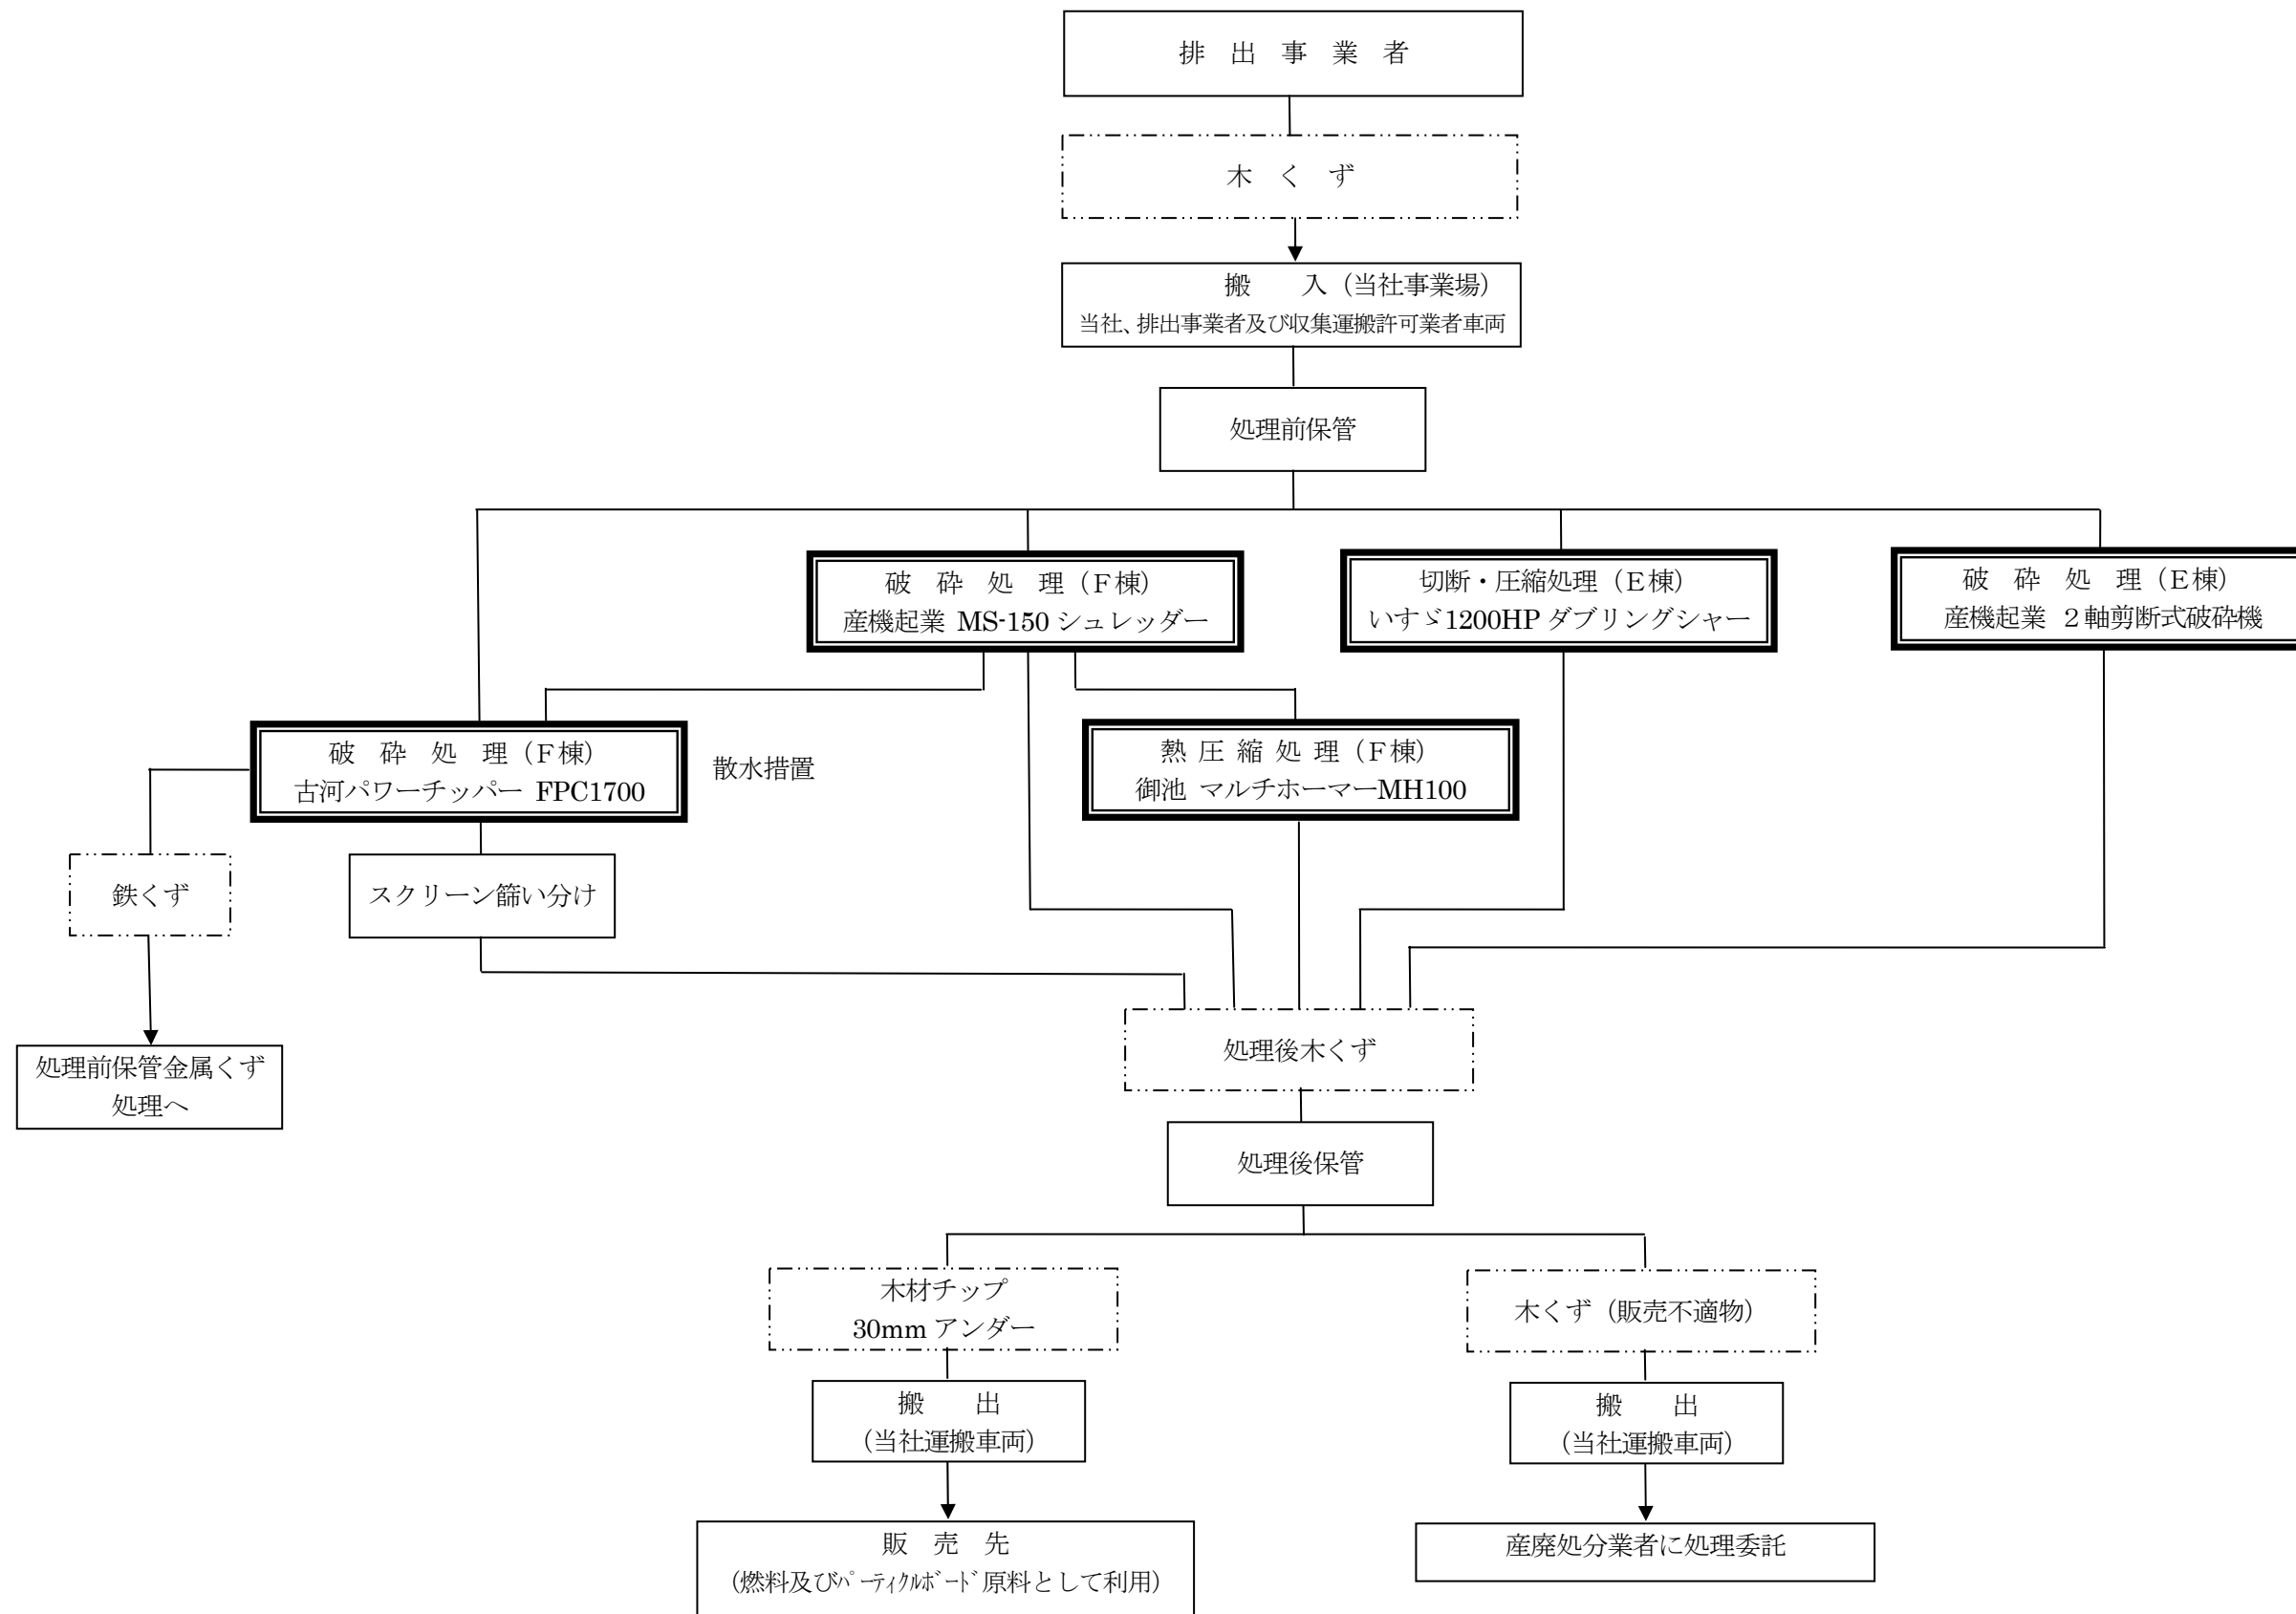 排　出　事　業　者
木　く　ず
搬　　入（当社事業場）
当社、排出事業者及び収集運搬許可業者車両
処理前保管
破　砕　処　理（Ｆ棟）
産機起業 MS-150 シュレッダー
切断・圧縮処理（Ｅ棟）
いすゞ1200HP ダブリングシャー
破　砕　処　理（Ｅ棟）
産機起業 ２軸剪断式破砕機
破　砕　処　理（Ｆ棟）
古河パワーチッパー FPC1700
散水措置
熱 圧 縮 処 理（Ｆ棟）
御池 マルチホーマーMH100
鉄くず
スクリーン篩い分け
処理前保管金属くず
処理へ
処理後木くず
処理後保管
木材チップ
30mm アンダー
木くず（販売不適物）
搬　　出
（当社運搬車両）
搬　　出
（当社運搬車両）
販　売　先
（燃料及びﾊﾟｰﾃｨｸﾙﾎﾞｰﾄﾞ原料として利用）
産廃処分業者に処理委託